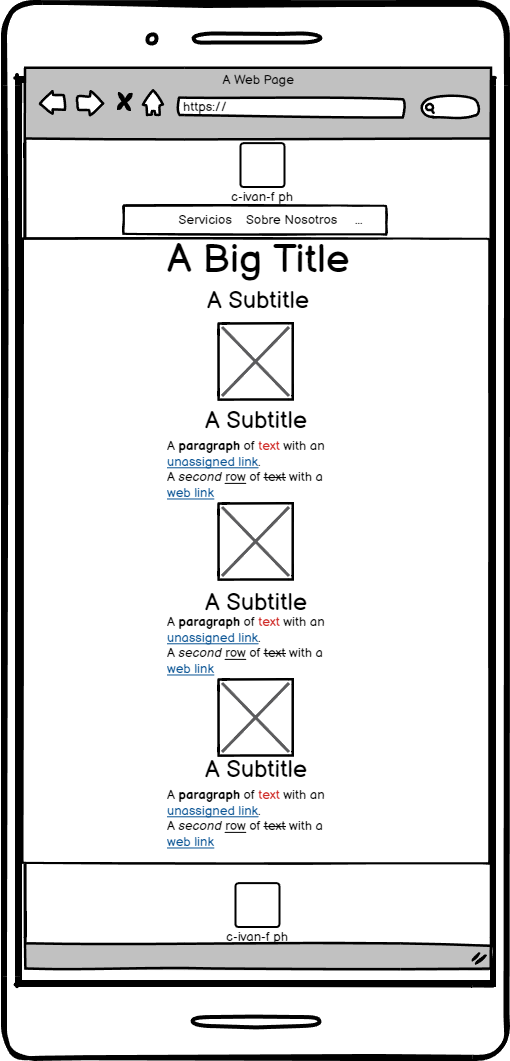 A Web Page
https://
c-ivan-f ph
Servicios Sobre Nosotros ...
A Big Title
A Subtitle
A Subtitle
A paragraph of text with an
unassigned link.
A second row of text with a
web link
A Subtitle
A paragraph of text with an
unassigned link.
A second row of text with a
web link
A Subtitle
A paragraph of text with an
unassigned link.
A second row of text with a
web link
c-ivan-f ph